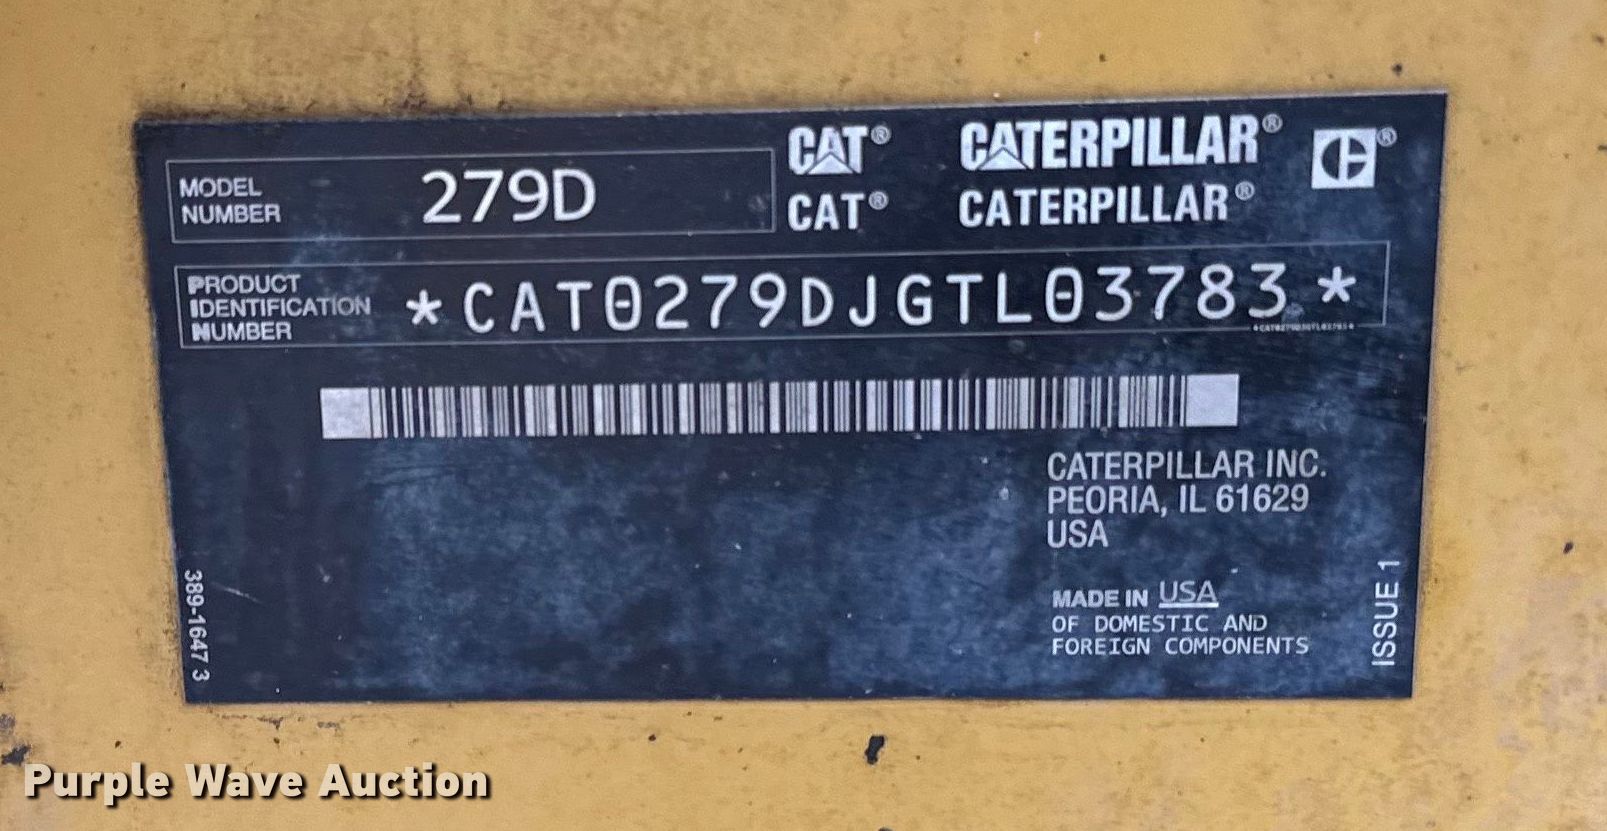 MODEL
NUMBER
279D
CAT® CATERPILLAR®
CAT® CATERPILLAR®
PRODUCT
IDENTIFICATION
NUMBER
*CAT0279DJGTL03783*
*CAT0279DJGTL03783*
CATERPILLAR INC.
PEORIA, IL 61629
USA
MADE IN USA
OF DOMESTIC AND
FOREIGN COMPONENTS
389-1647 3
ISSUE 1
Purple Wave Auction